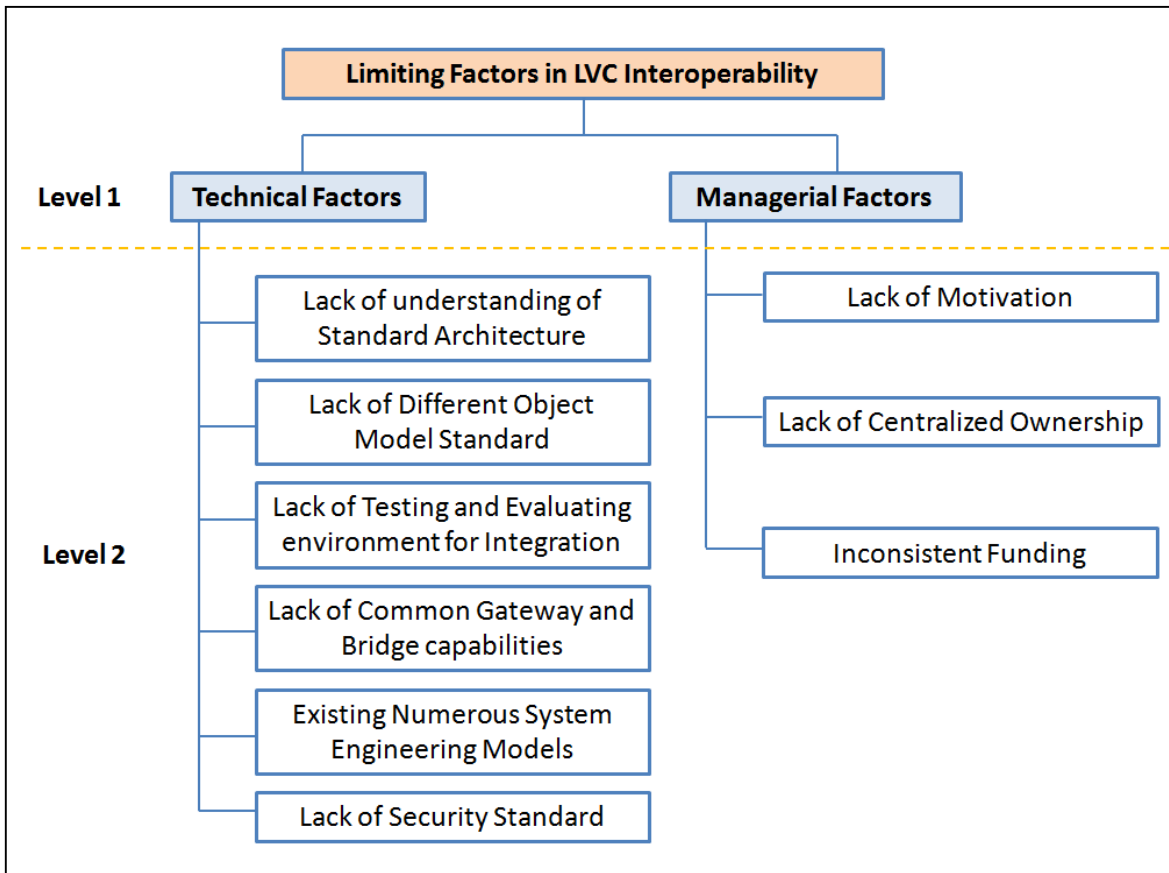 Limiting Factors in LVC Interoperability
Level 1
Technical Factors
Managerial Factors
Level 2
Lack of understanding of
Standard Architecture
Lack of Different Object
Model Standard
Lack of Testing and Evaluating
environment for Integration
Lack of Common Gateway and
Bridge capabilities
Existing Numerous System
Engineering Models
Lack of Security Standard
Lack of Motivation
Lack of Centralized Ownership
Inconsistent Funding